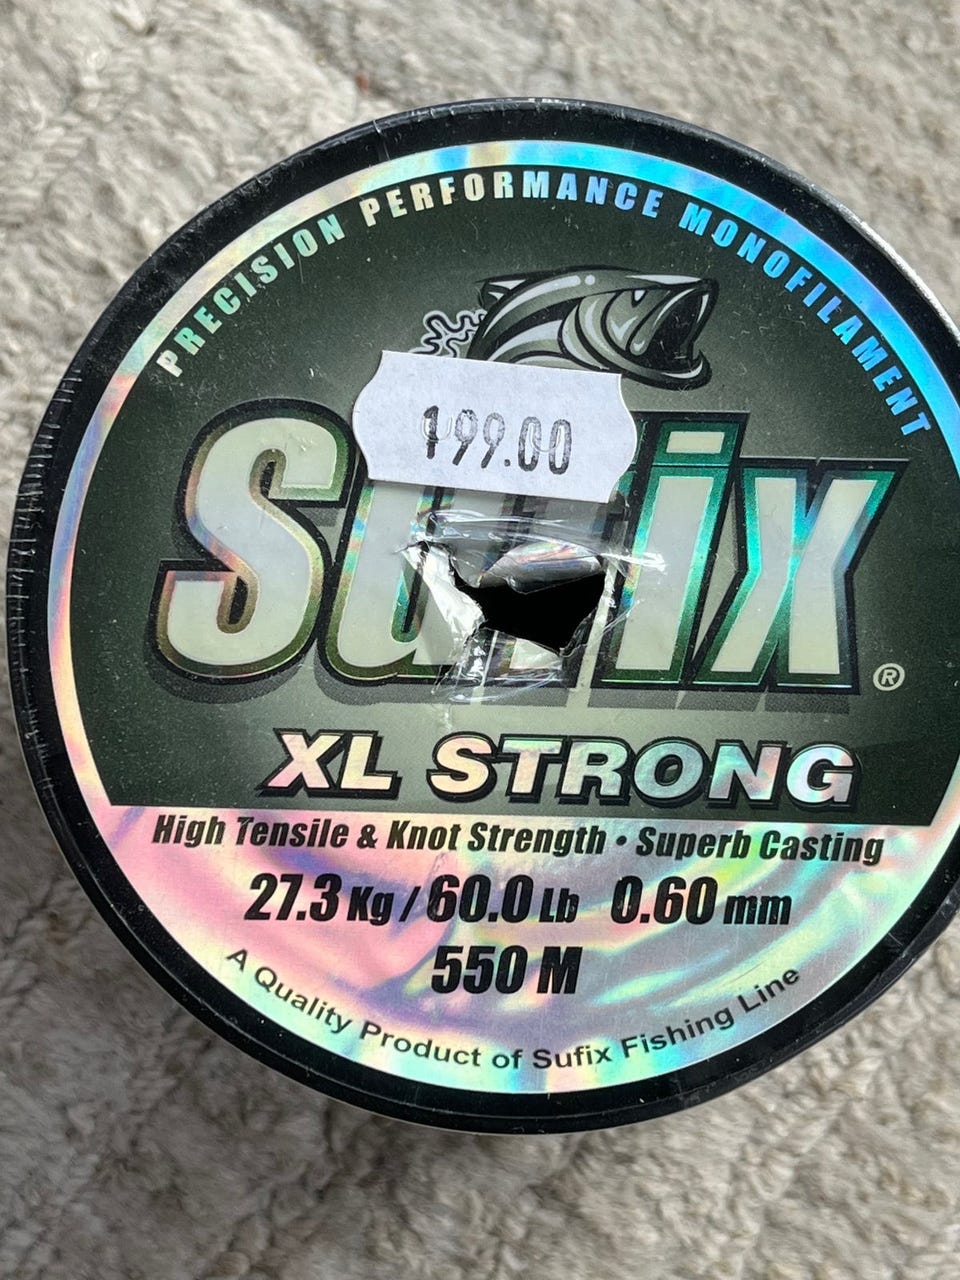 PRECISION PERFORMANCE MONOFILAMENT
199.00
Sufix®
XL STRONG
High Tensile & Knot Strength • Superb Casting
27.3 Kg / 60.0 Lb 0.60 mm
550 M
A Quality Product of Sufix Fishing Line